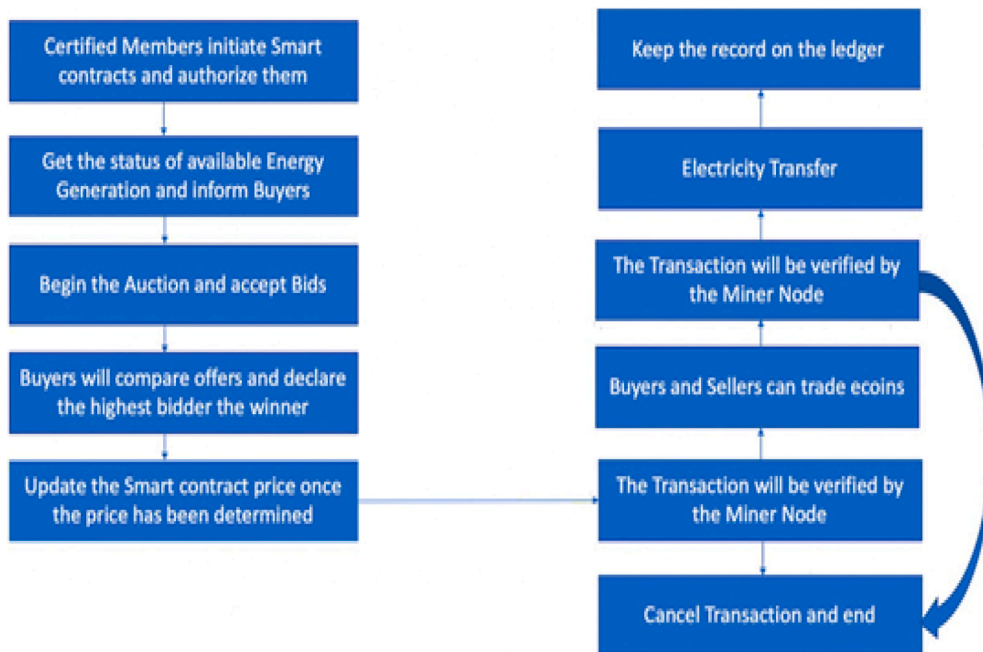 Certified Members initiate Smart
contracts and authorize them
Get the status of available Energy
Generation and inform Buyers
Begin the Auction and accept Bids
Buyers will compare offers and declare
the highest bidder the winner
Update the Smart contract price once
the price has been determined
Keep the record on the ledger
Electricity Transfer
The Transaction will be verified by
the Miner Node
Buyers and Sellers can trade ecoins
The Transaction will be verified by
the Miner Node
Cancel Transaction and end